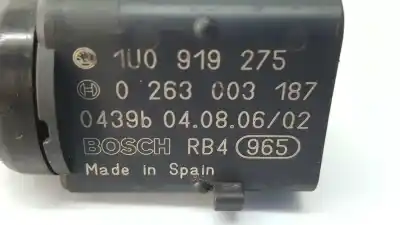 1U0 919 275
0 263 003 187
0439b 04.08.06/02
BOSCH RB4 965
Made in Spain